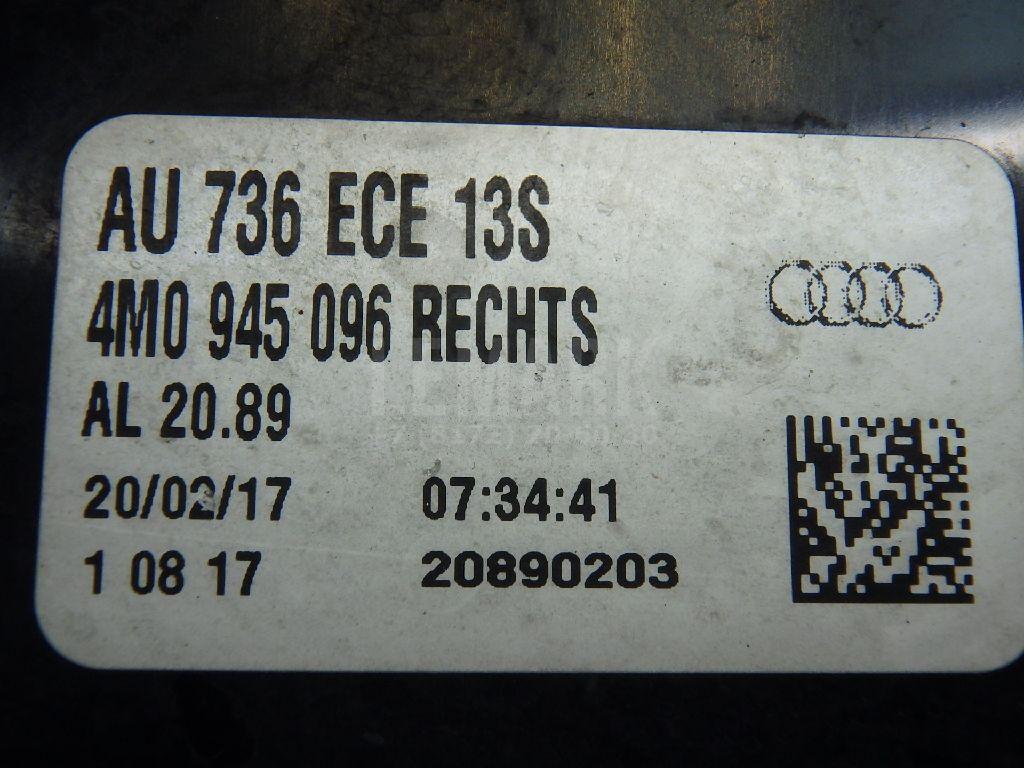 AU 736 ECE 13S
4M0 945 096 RECHTS
AL 20.89
20/02/17 07:34:41
1 08 17 20890203